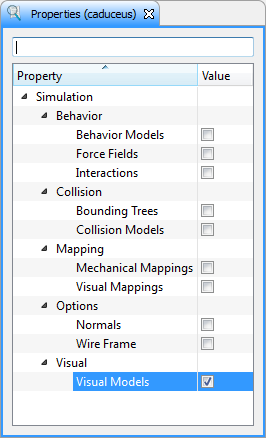 Properties (caduceus)
Property Value
Simulation
Behavior
Behavior Models
Force Fields
Interactions
Collision
Bounding Trees
Collision Models
Mapping
Mechanical Mappings
Visual Mappings
Options
Normals
Wire Frame
Visual
Visual Models